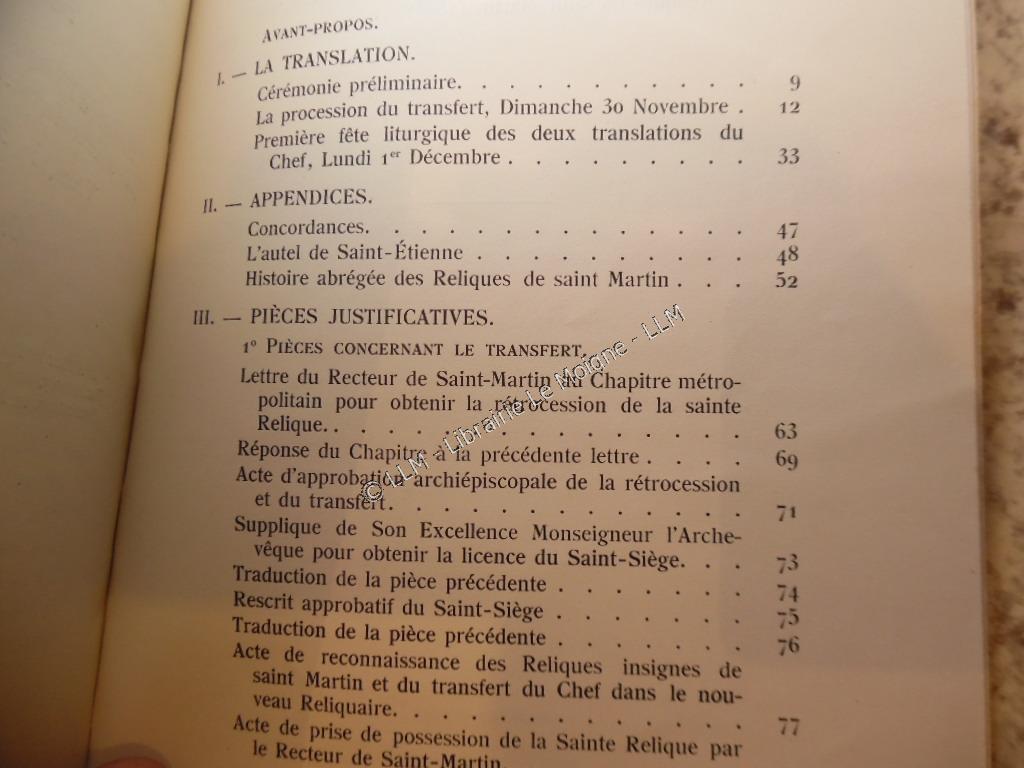 AVANT-PROPOS.
I. — LA TRANSLATION.
Cérémonie préliminaire. . . . . . . . . . . 9
La procession du transfert, Dimanche 30 Novembre . 12
Première fête liturgique des deux translations du
Chef, Lundi 1er Décembre . . . . . . . . . 33
II. — APPENDICES.
Concordances. . . . . . . . . . . . . . 47
L'autel de Saint-Étienne . . . . . . . . . . 48
Histoire abrégée des Reliques de saint Martin . . . 52
III. — PIÈCES JUSTIFICATIVES.
1° PIÈCES CONCERNANT LE TRANSFERT.
Lettre du Recteur de Saint-Martin du Chapitre métro-
politain pour obtenir la rétrocession de la sainte
Relique. . . . . . . . . . . . . . . 63
Réponse du Chapitre à la précédente lettre . . . . 69
Acte d'approbation archiépiscopale de la rétrocession
et du transfert. . . . . . . . . . . . . 71
Supplique de Son Excellence Monseigneur l'Arche-
vêque pour obtenir la licence du Saint-Siège. . . 73
Traduction de la pièce précédente . . . . . . . 74
Rescrit approbatif du Saint-Siège . . . . . . . 75
Traduction de la pièce précédente . . . . . . . 76
Acte de reconnaissance des Reliques insignes de
saint Martin et du transfert du Chef dans le nou-
veau Reliquaire. . . . . . . . . . . . . 77
Acte de prise de possession de la Sainte Relique par
le Recteur de Saint-Martin.
© LLM - Librairie Le Moigne - LLM